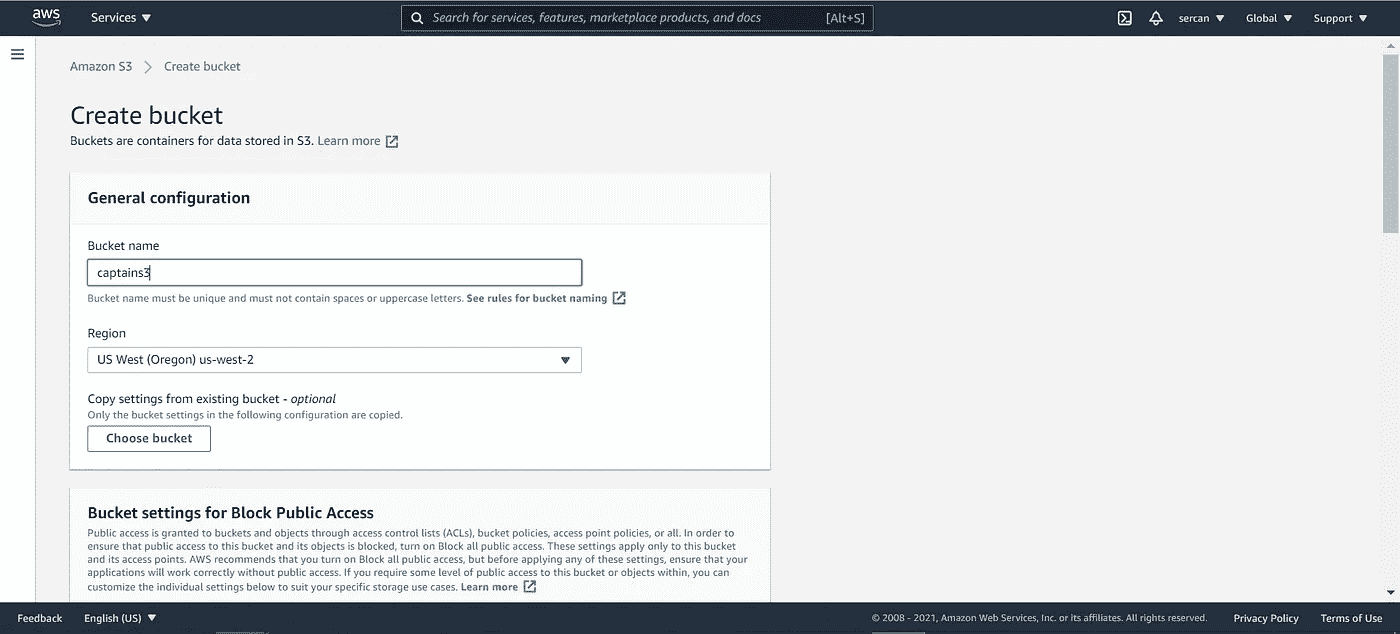 aws Services Search for services, features, marketplace products, and docs [Alt+S] sercan Global Support
Amazon S3 Create bucket
Create bucket
Buckets are containers for data stored in S3. Learn more
General configuration
Bucket name
captains3
Bucket name must be unique and must not contain spaces or uppercase letters. See rules for bucket naming
Region
US West (Oregon) us-west-2
Copy settings from existing bucket - optional
Only the bucket settings in the following configuration are copied.
Choose bucket
Bucket settings for Block Public Access
Public access is granted to buckets and objects through access control lists (ACLs), bucket policies, access point policies, or all. In order to
ensure that public access to this bucket and its objects is blocked, turn on Block all public access. These settings apply only to this bucket
and its access points. AWS recommends that you turn on Block all public access, but before applying any of these settings, ensure that your
applications will work correctly without public access. If you require some level of public access to this bucket or objects within, you can
customize the individual settings below to suit your specific storage use cases. Learn more
Feedback English (US) © 2008 - 2021, Amazon Web Services, Inc. or its affiliates. All rights reserved. Privacy Policy Terms of Use